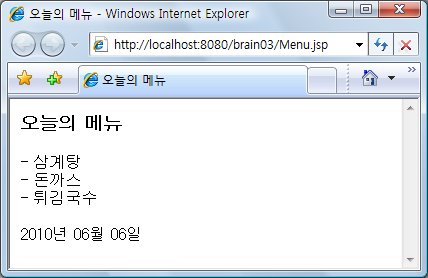 오늘의 메뉴 - Windows Internet Explorer
http://localhost:8080/brain03/Menu.jsp
오늘의 메뉴
오늘의 메뉴
- 삼계탕
- 돈까스
- 튀김국수
2010년 06월 06일